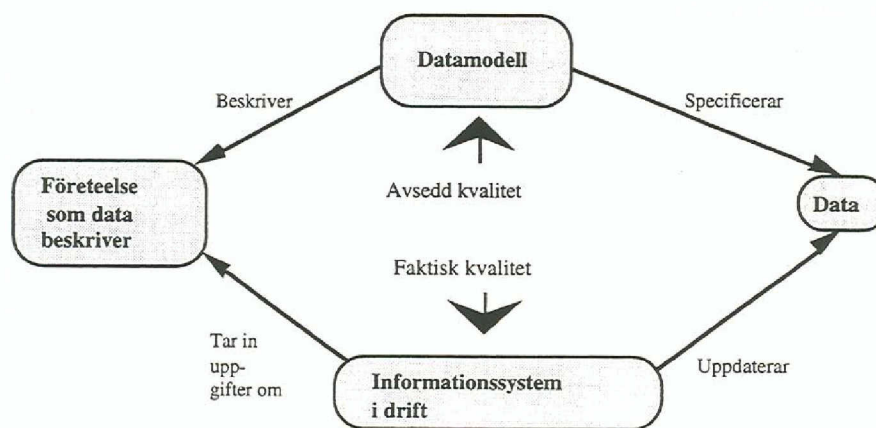 Datamodell
Beskriver
Specificerar
Företeelse
som data
beskriver
Avsedd kvalitet
Data
Faktisk kvalitet
Tar in
upp-
gifter om
Informationssystem
i drift
Uppdaterar